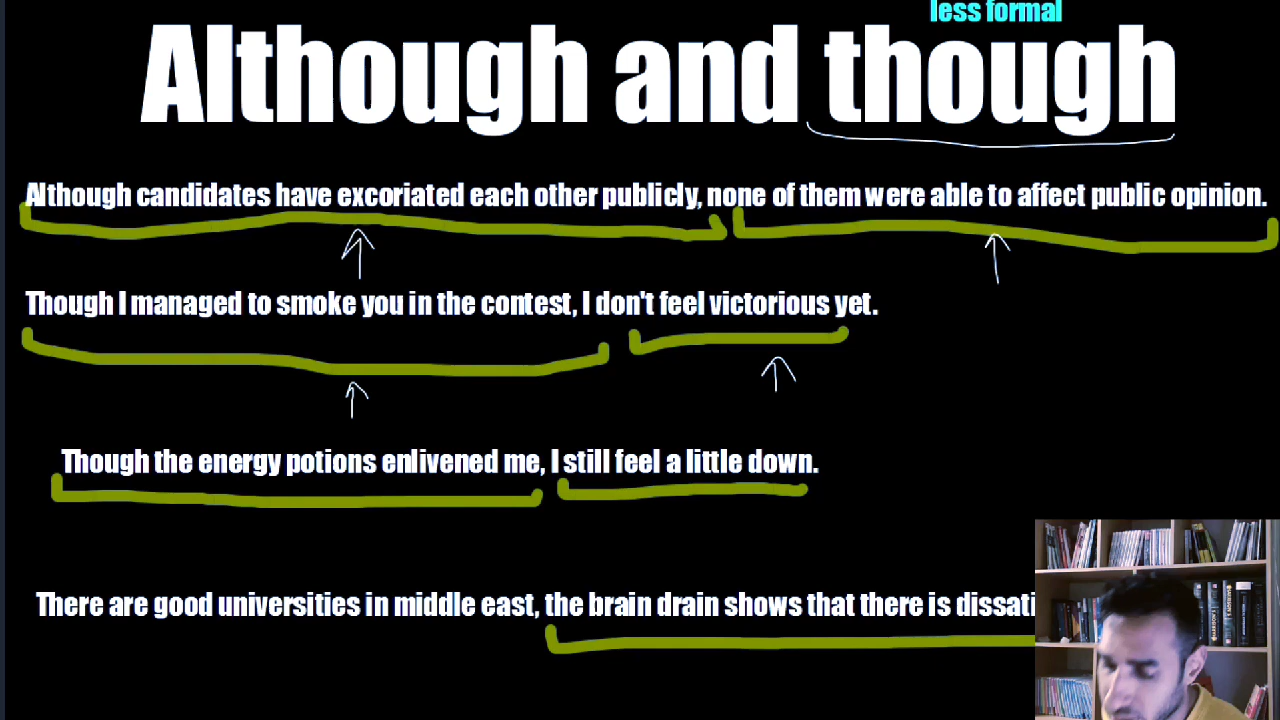 less formal
Although and though
Although candidates have excoriated each other publicly, none of them were able to affect public opinion.
Though I managed to smoke you in the contest, I don't feel victorious yet.
Though the energy potions enlivened me, I still feel a little down.
There are good universities in middle east, the brain drain shows that there is